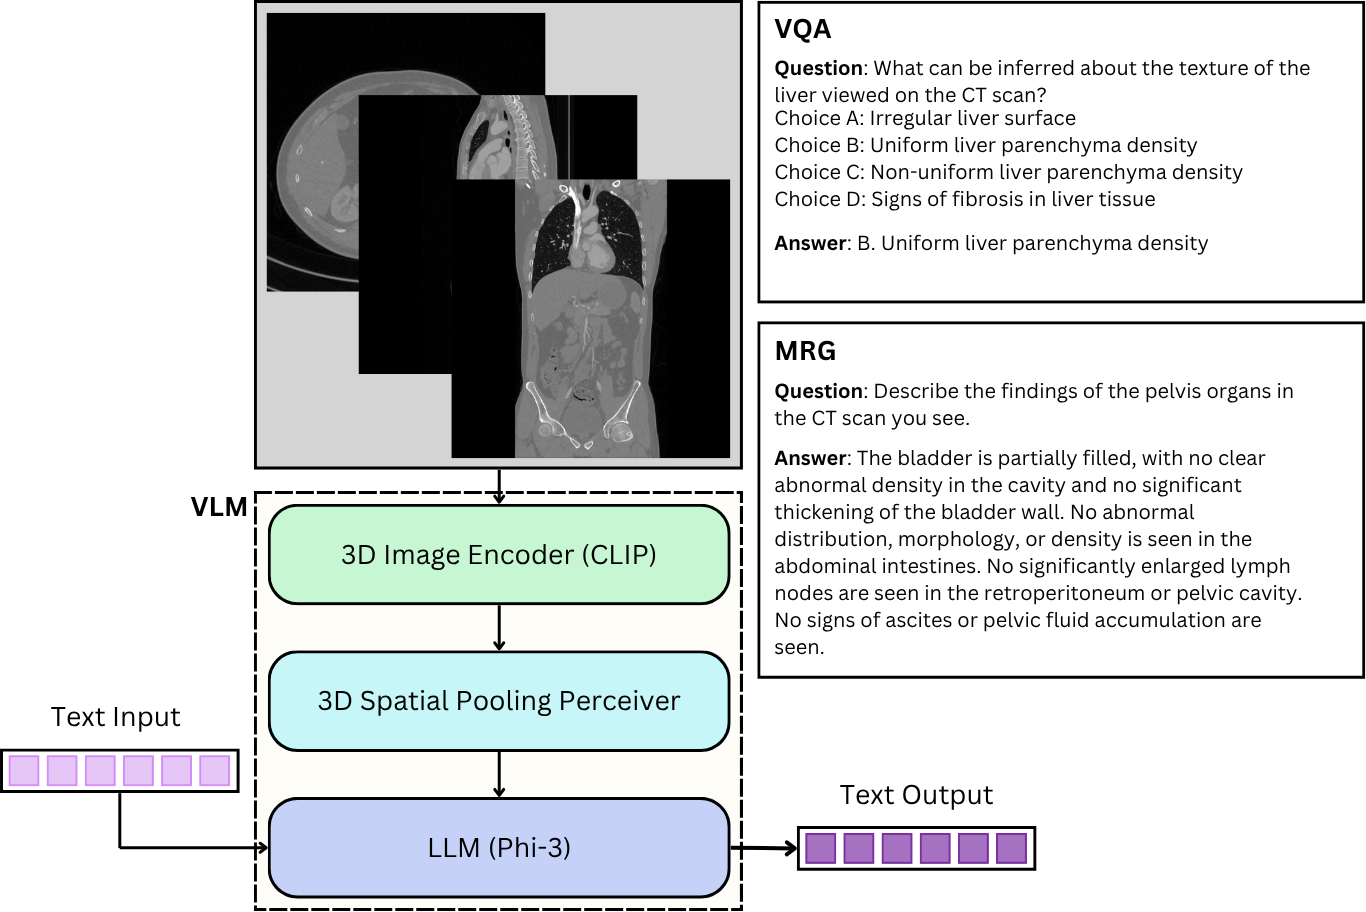 VQA
Question: What can be inferred about the texture of the
liver viewed on the CT scan?
Choice A: Irregular liver surface
Choice B: Uniform liver parenchyma density
Choice C: Non-uniform liver parenchyma density
Choice D: Signs of fibrosis in liver tissue
Answer: B. Uniform liver parenchyma density
MRG
Question: Describe the findings of the pelvis organs in
the CT scan you see.
Answer: The bladder is partially filled, with no clear
abnormal density in the cavity and no significant
thickening of the bladder wall. No abnormal
distribution, morphology, or density is seen in the
abdominal intestines. No significantly enlarged lymph
nodes are seen in the retroperitoneum or pelvic cavity.
No signs of ascites or pelvic fluid accumulation are
seen.
VLM
3D Image Encoder (CLIP)
3D Spatial Pooling Perceiver
Text Input
LLM (Phi-3)
Text Output